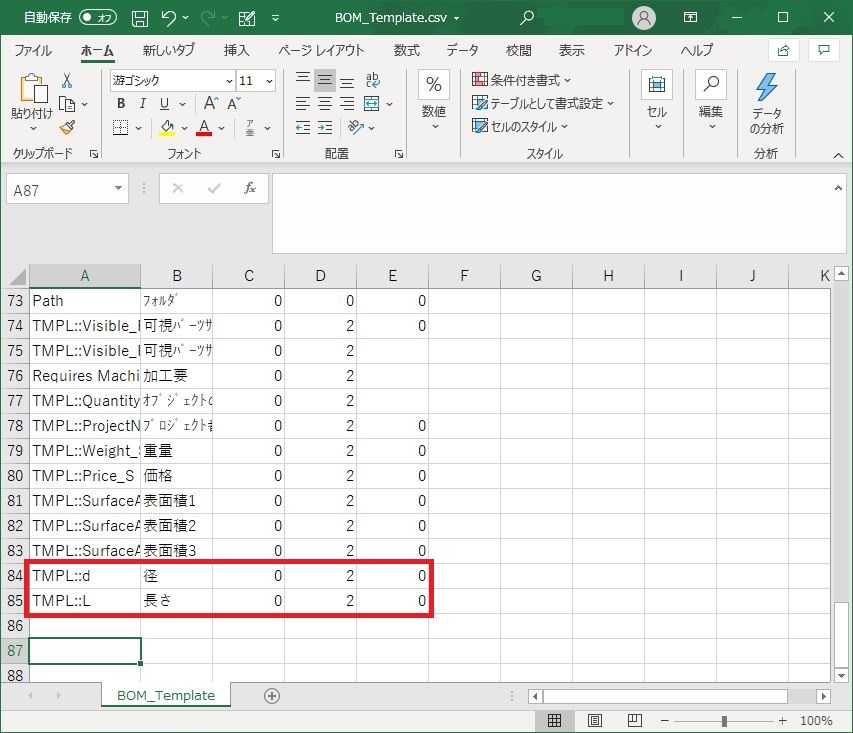 自動保存 オフ BOM_Template.csv
ファイル ホーム 新しいタブ 挿入 ページ レイアウト 数式 データ 校閲 表示 アドイン ヘルプ
貼り付け
クリップボード
游ゴシック 11
B I U A A
A
フォント
ab
配置
%
数値
条件付き書式
テーブルとして書式設定
セルのスタイル
スタイル
セル
編集
データ
の分析
分析
A87 fx
A B C D E F G H I J K
73 Path ﾌｫﾙﾀﾞ 0 0 0
74 TMPL::Visible_ 可視ﾊﾟｰﾂｻ 0 2 0
75 TMPL::Visible_ 可視ﾊﾟｰﾂｻ 0 2
76 Requires Machi 加工要 0 2
77 TMPL::Quantity ｵﾌﾞｼﾞｪｸﾄの 0 2
78 TMPL::ProjectN ﾌﾟﾛｼﾞｪｸﾄ 0 2 0
79 TMPL::Weight_ 重量 0 2 0
80 TMPL::Price_S 価格 0 2 0
81 TMPL::SurfaceA 表面積1 0 2 0
82 TMPL::SurfaceA 表面積2 0 2 0
83 TMPL::SurfaceA 表面積3 0 2 0
84 TMPL::d 径 0 2 0
85 TMPL::L 長さ 0 2 0
86
87
88
BOM_Template
100%